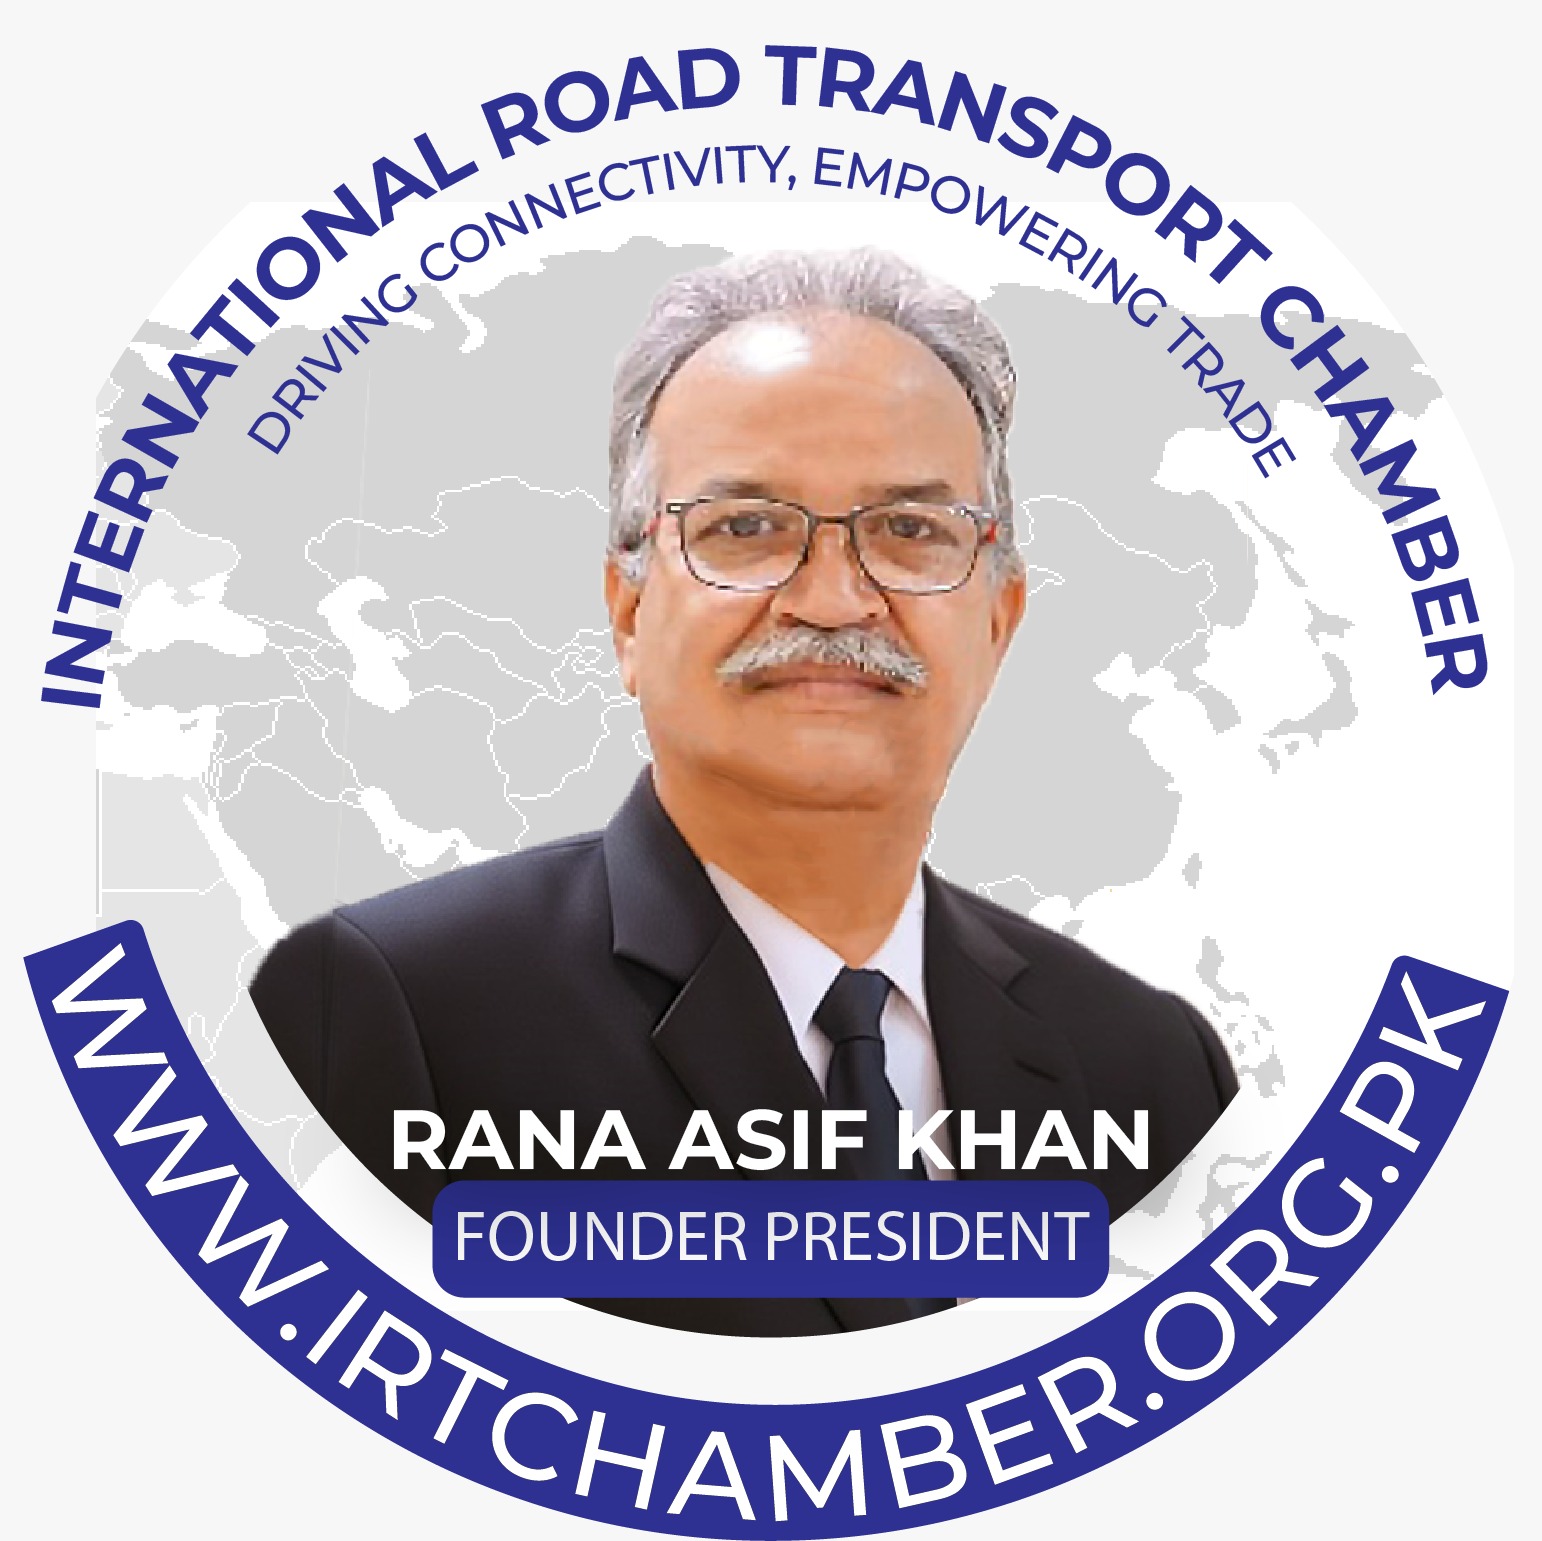 INTERNATIONAL ROAD TRANSPORT CHAMBER
DRIVING CONNECTIVITY, EMPOWERING TRADE
RANA ASIF KHAN
FOUNDER PRESIDENT
WWW.IRTCHAMBER.ORG.PK